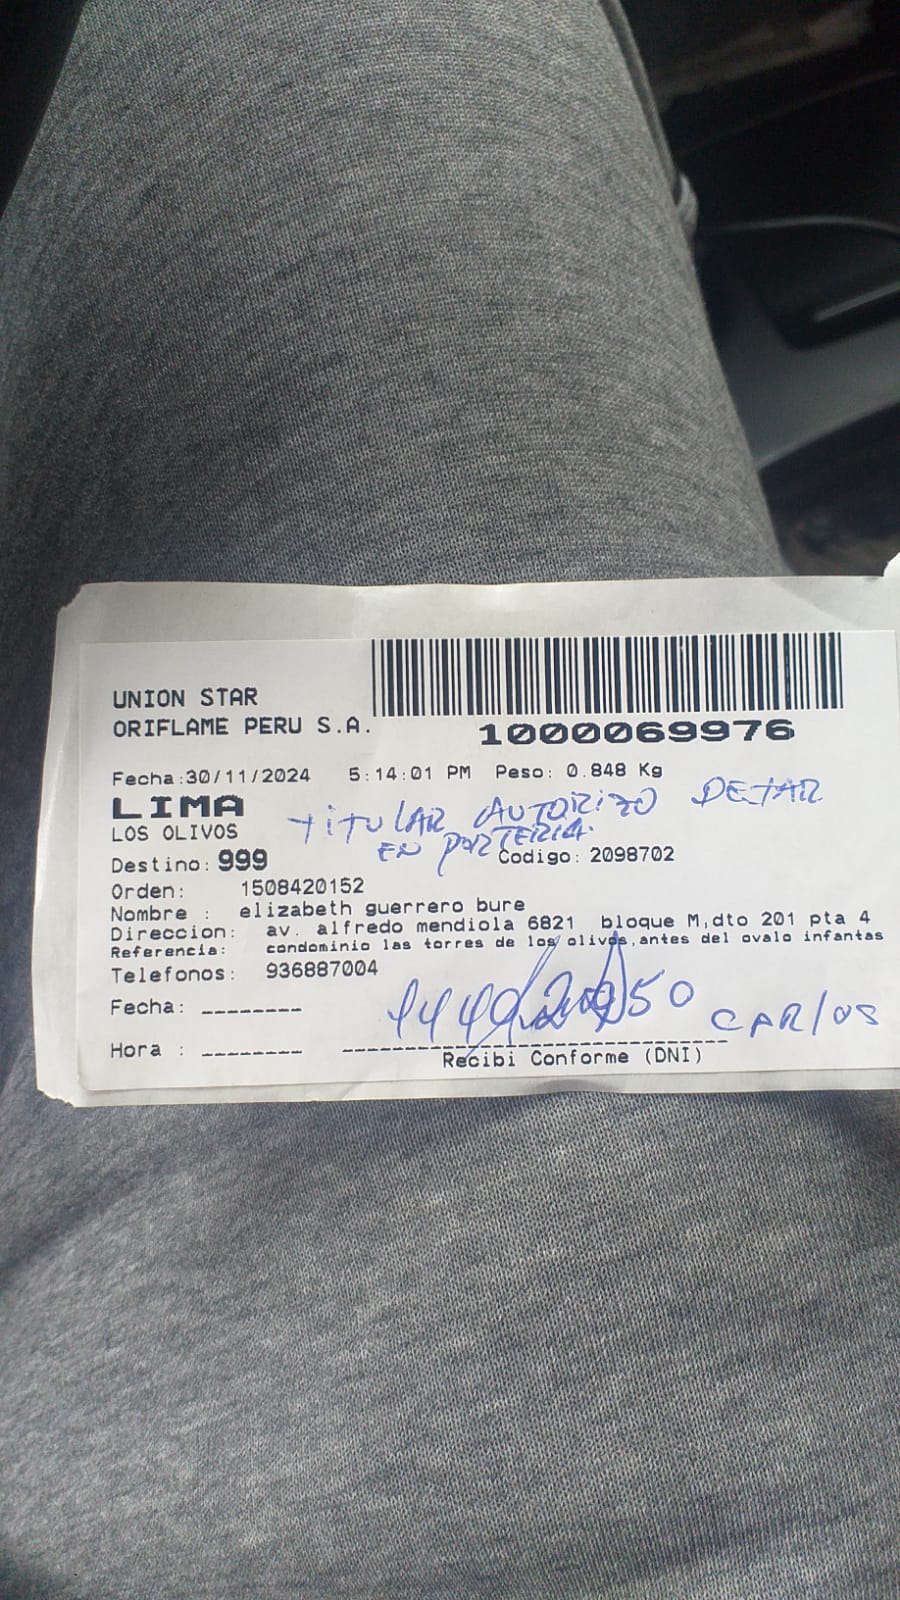 UNION STAR
ORIFLAME PERU S.A.
1000069976
Fecha:30/11/2024 5:14:01 PM Peso: 0.848 Kg
LIMA
LOS OLIVOS
TITULAR AUTORIZO DEJAR
EN PORTERIA.
Destino: 999 Codigo: 2098702
Orden: 1508420152
Nombre : elizabeth guerrero bure
Direccion: av. alfredo mendiola 6821 bloque M,dto 201 pta 4
Referencia: condominio las torres de los olivos,antes del ovalo infantas
Telefonos: 936887004
Fecha: --------
CARLOS
Hora : --------
Recibi Conforme (DNI)